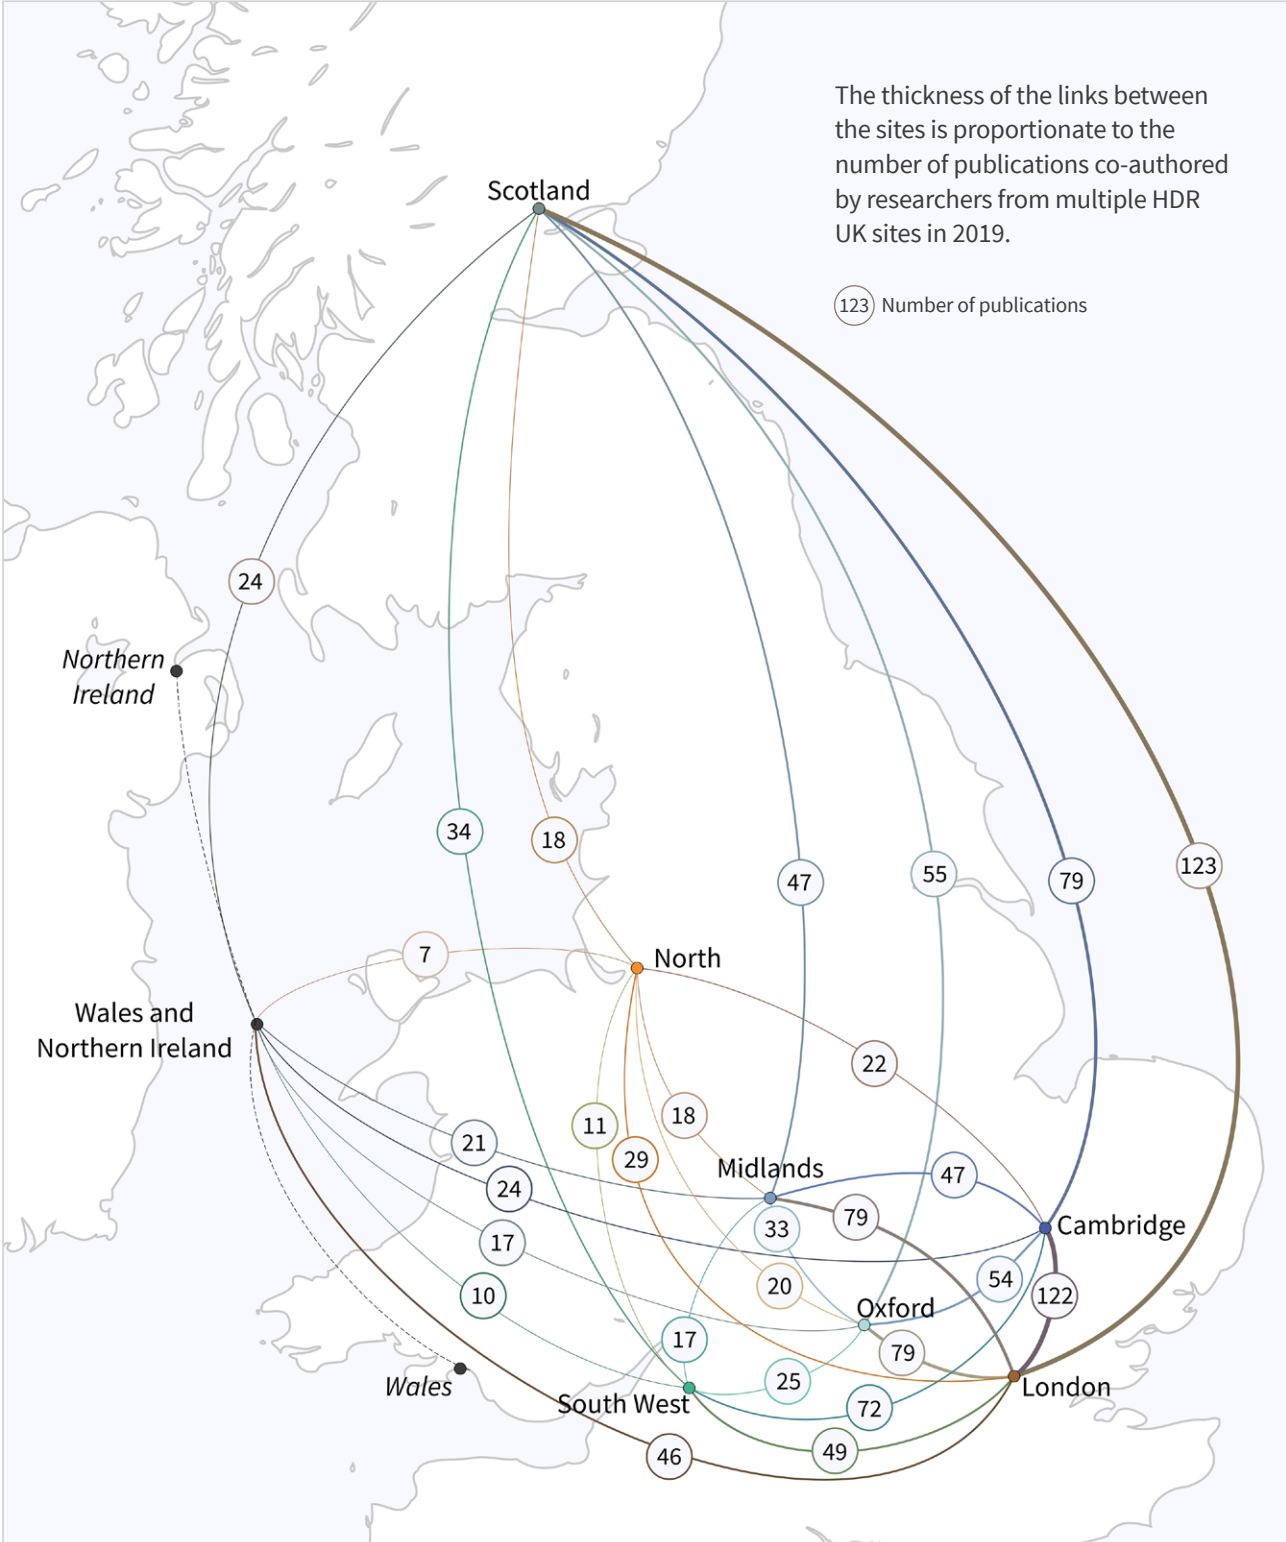 The thickness of the links between
the sites is proportionate to the
number of publications co-authored
by researchers from multiple HDR
UK sites in 2019.
123 Number of publications
Scotland
24
Northern
Ireland
34
18
47
55
79
123
7
North
Wales and
Northern Ireland
22
11
18
21
29
Midlands
47
24
79
Cambridge
33
17
54
20
10
122
Oxford
17
79
25
Wales
London
South West
72
49
46